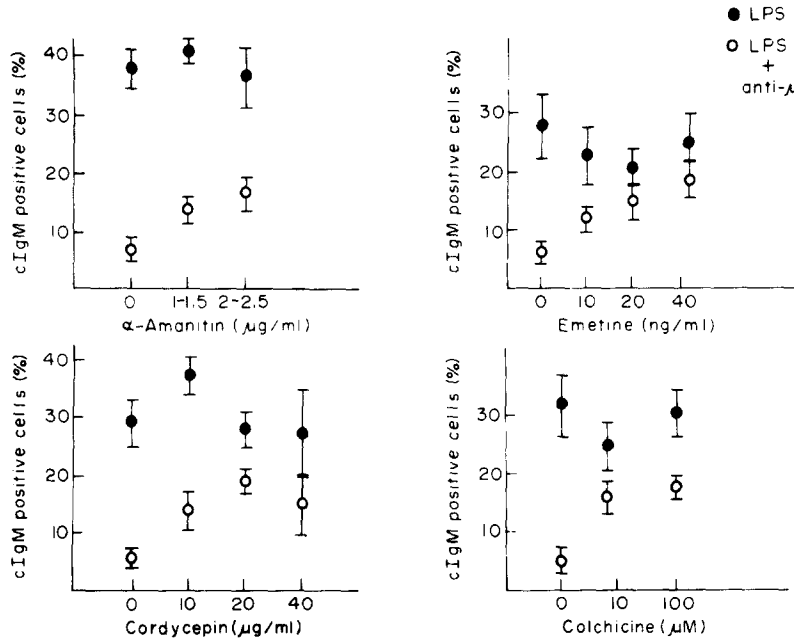 ● LPS
○ LPS
+
anti-μ
cIgM positive cells (%)
40
30
20
10
0 1-1.5 2-2.5
α-Amanitin (μg/ml)
cIgM positive cells (%)
30
20
10
0 10 20 40
Emetine (ng/ml)
cIgM positive cells (%)
40
30
20
10
0 10 20 40
Cordycepin (μg/ml)
cIgM positive cells (%)
30
20
10
0 10 100
Colchicine (μM)